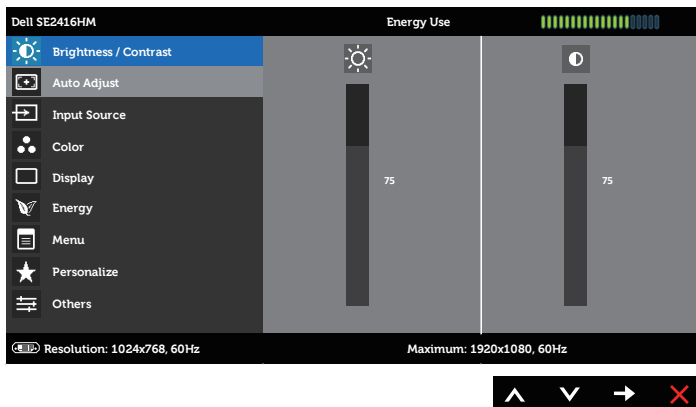 Dell SE2416HM
Energy Use
Brightness / Contrast
Auto Adjust
Input Source
Color
Display
Energy
Menu
Personalize
Others
75
75
Resolution: 1024x768, 60Hz
Maximum: 1920x1080, 60Hz